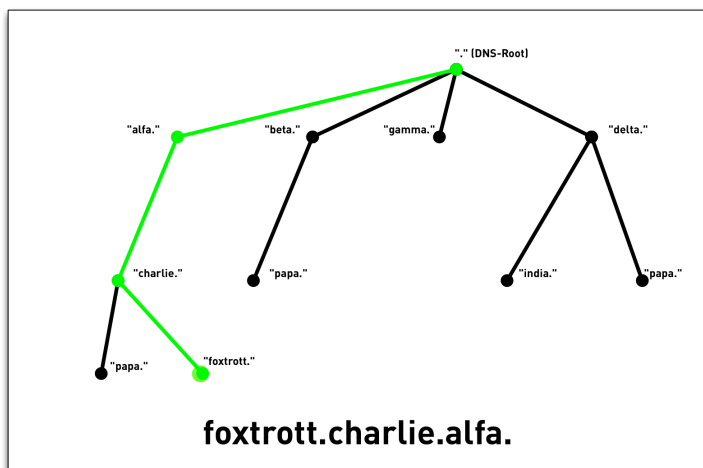 "." (DNS-Root)
"alfa."
"beta."
"gamma."
"delta."
"charlie."
"papa."
"india."
"papa."
"papa."
"foxtrott."
foxtrott.charlie.alfa.